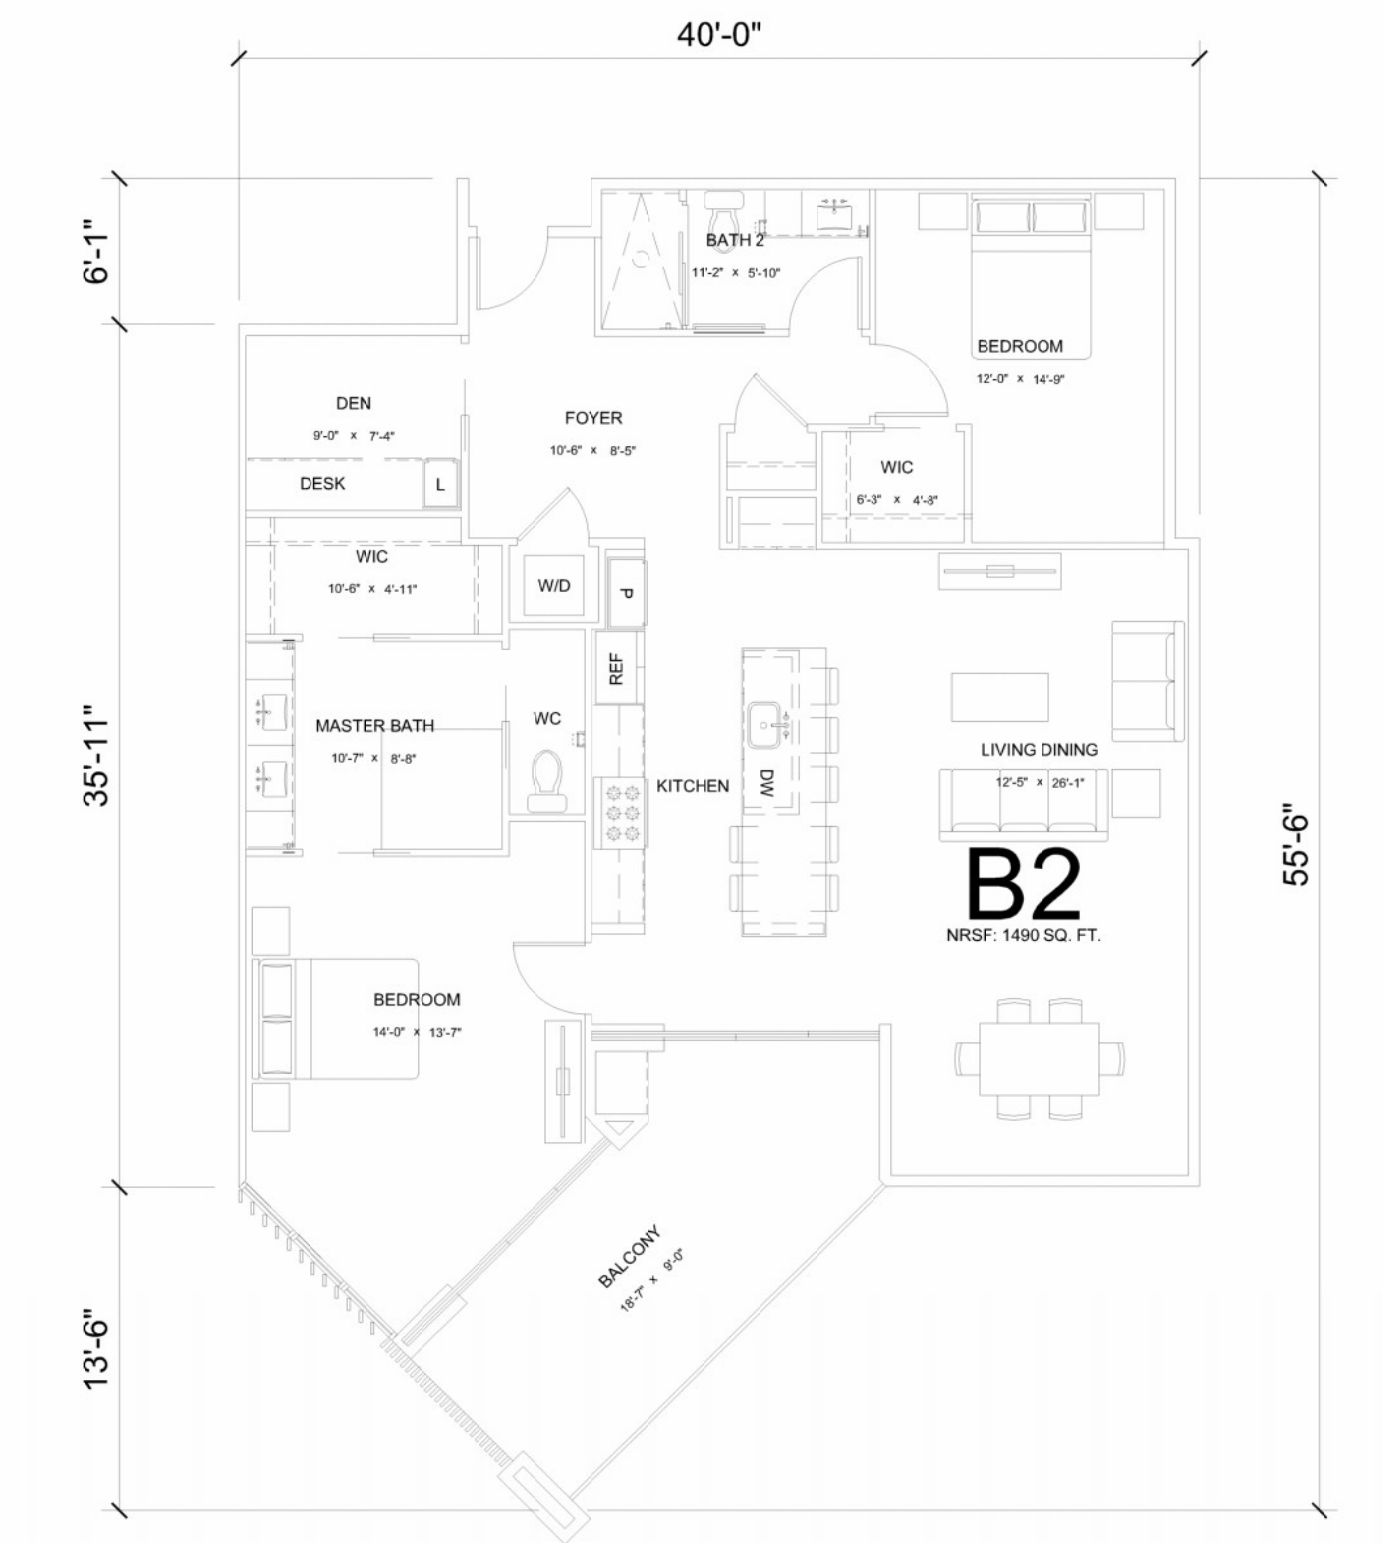 40'-0"
6'-1"
BATH 2
11'-2" x 5'-10"
BEDROOM
12'-0" x 14'-9"
DEN
9'-0" x 7'-4"
FOYER
10'-6" x 8'-5"
DESK
L
WIC
6'-3" x 4'-8"
WIC
10'-6" x 4'-11"
W/D
P
REF
WC
MASTER BATH
10'-7" x 8'-8"
35'-11"
KITCHEN
DW
LIVING DINING
12'-5" x 26'-1"
55'-6"
B2
NRSF: 1490 SQ. FT.
BEDROOM
14'-0" x 13'-7"
BALCONY
18'-7" x 9'-0"
13'-6"